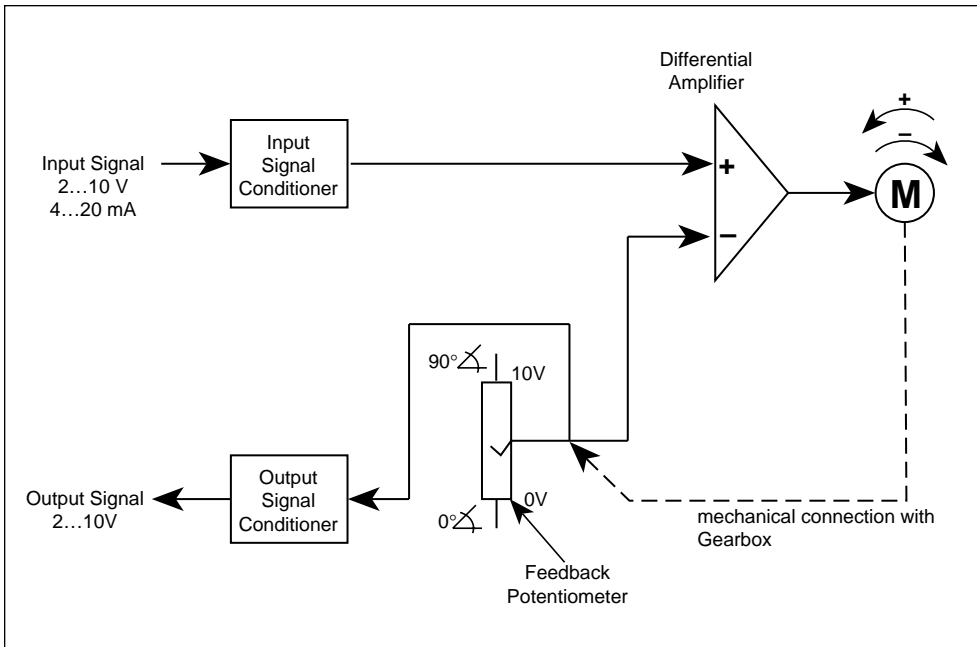 Differential
Amplifier
+
−
M
Input Signal
2…10 V
4…20 mA
Input
Signal
Conditioner
+
−
90°
10V
Output Signal
2…10V
Output
Signal
Conditioner
0°
0V
mechanical connection with
Gearbox
Feedback
Potentiometer